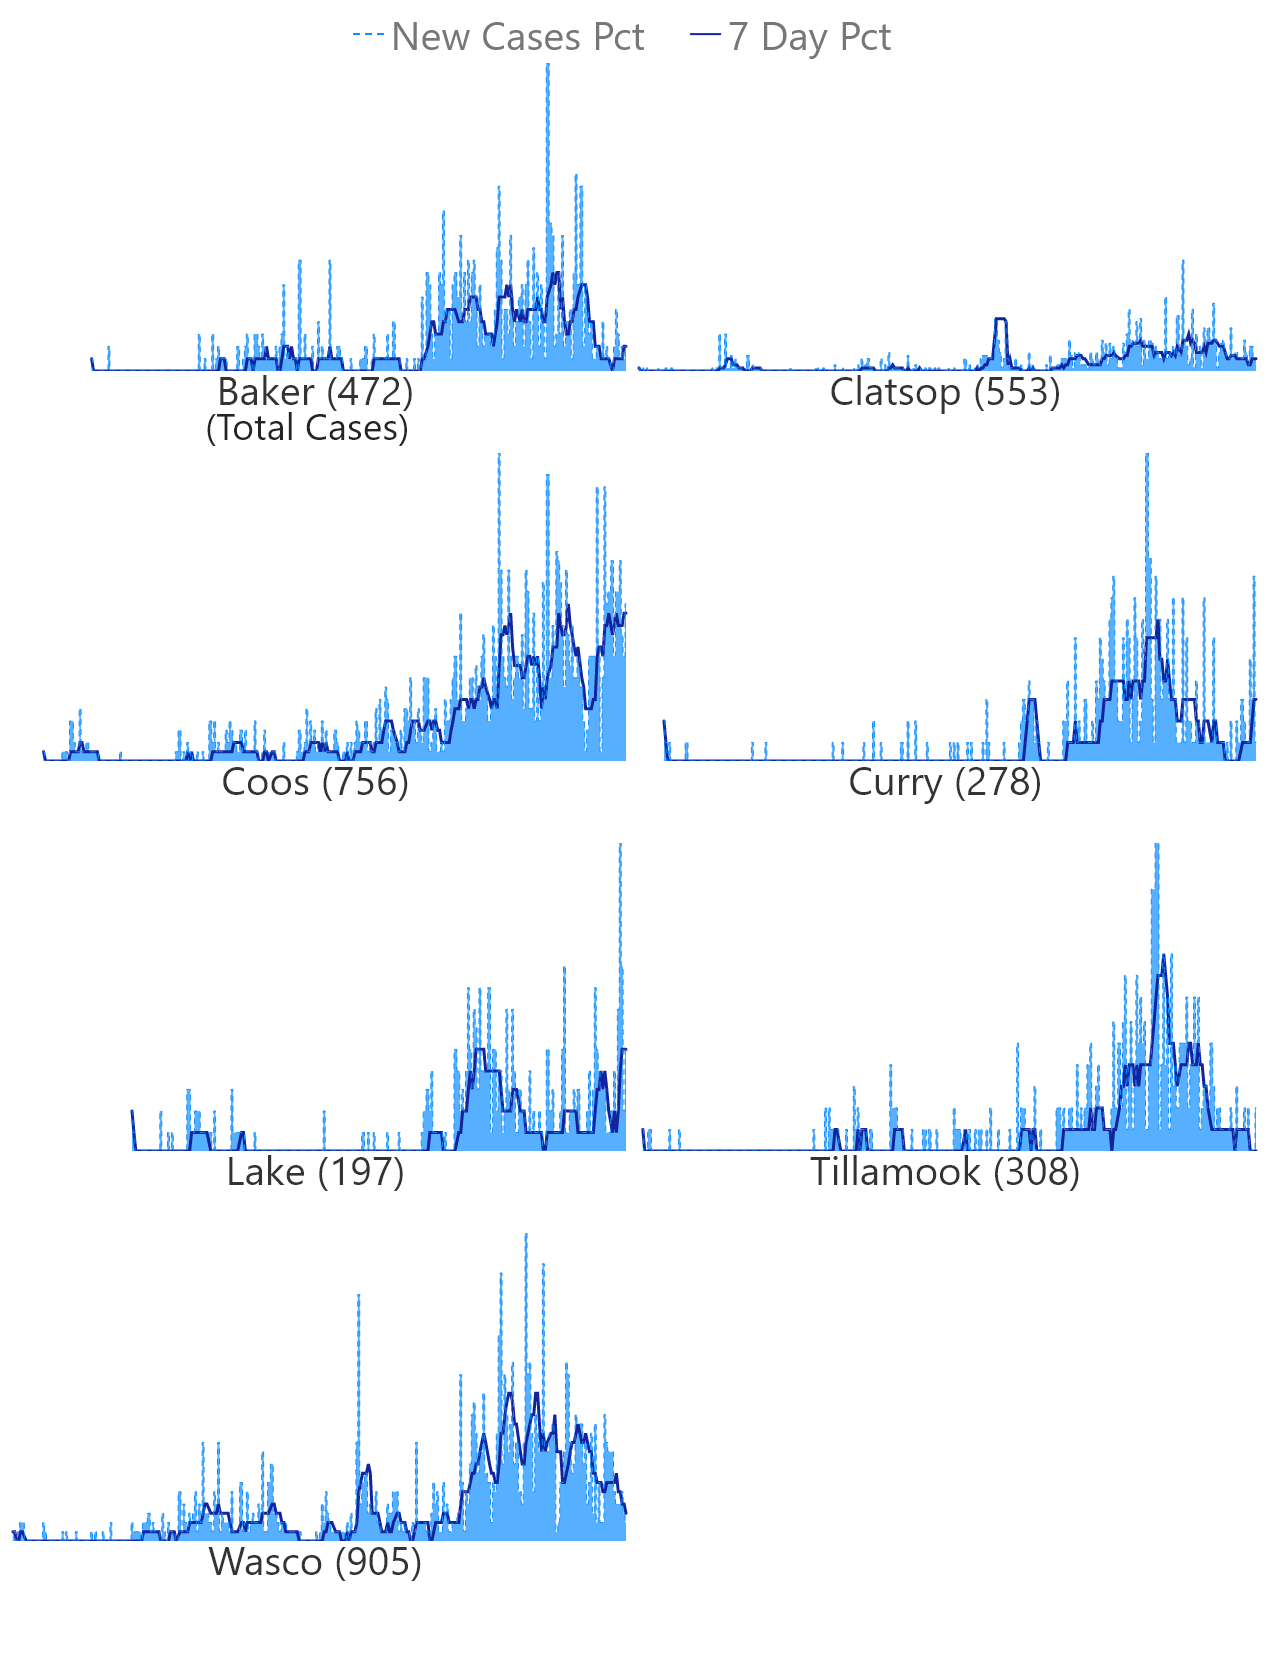 New Cases Pct 7 Day Pct
Baker (472) Clatsop (553)
(Total Cases)
Coos (756) Curry (278)
Lake (197) Tillamook (308)
Wasco (905)